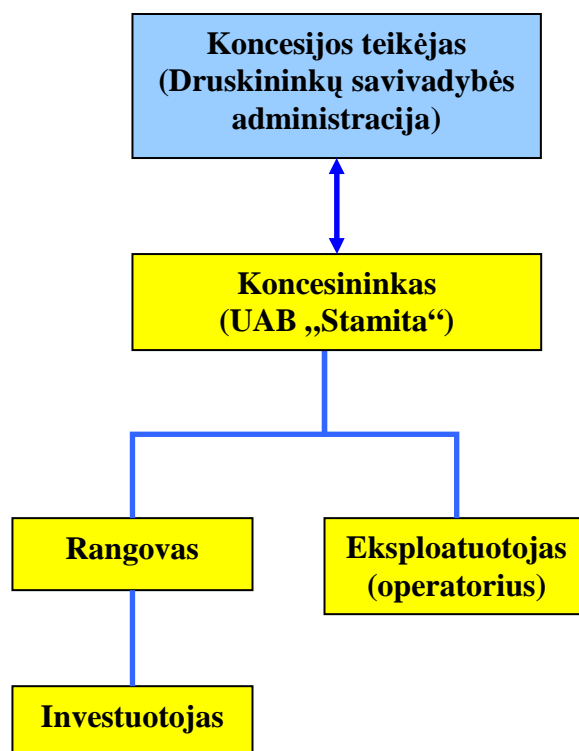 Koncesijos teikėjas
(Druskininkų savivadybės
administracija)
Koncesininkas
(UAB „Stamita“)
Rangovas
Eksploatuotojas
(operatorius)
Investuotojas